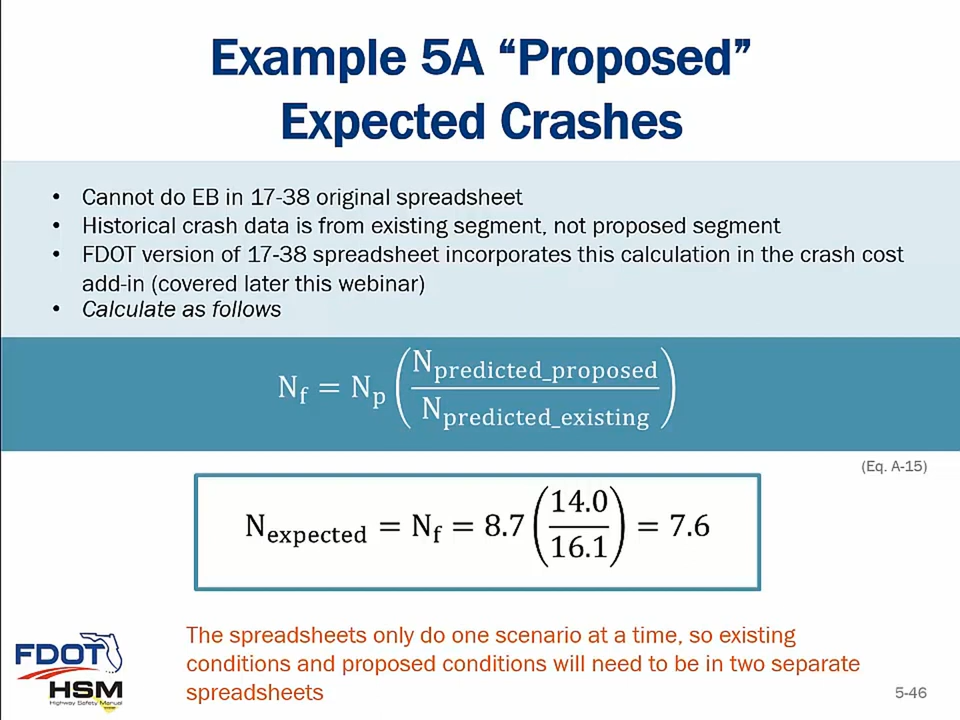 Example 5A “Proposed”
Expected Crashes
• Cannot do EB in 17-38 original spreadsheet
• Historical crash data is from existing segment, not proposed segment
• FDOT version of 17-38 spreadsheet incorporates this calculation in the crash cost
add-in (covered later this webinar)
• Calculate as follows
N_f = N_p (N_predicted_proposed / N_predicted_existing)
(Eq. A-15)
N_expected = N_f = 8.7 (14.0 / 16.1) = 7.6
The spreadsheets only do one scenario at a time, so existing
conditions and proposed conditions will need to be in two separate
spreadsheets
FDOT
HSM
Highway Safety Manual
5-46